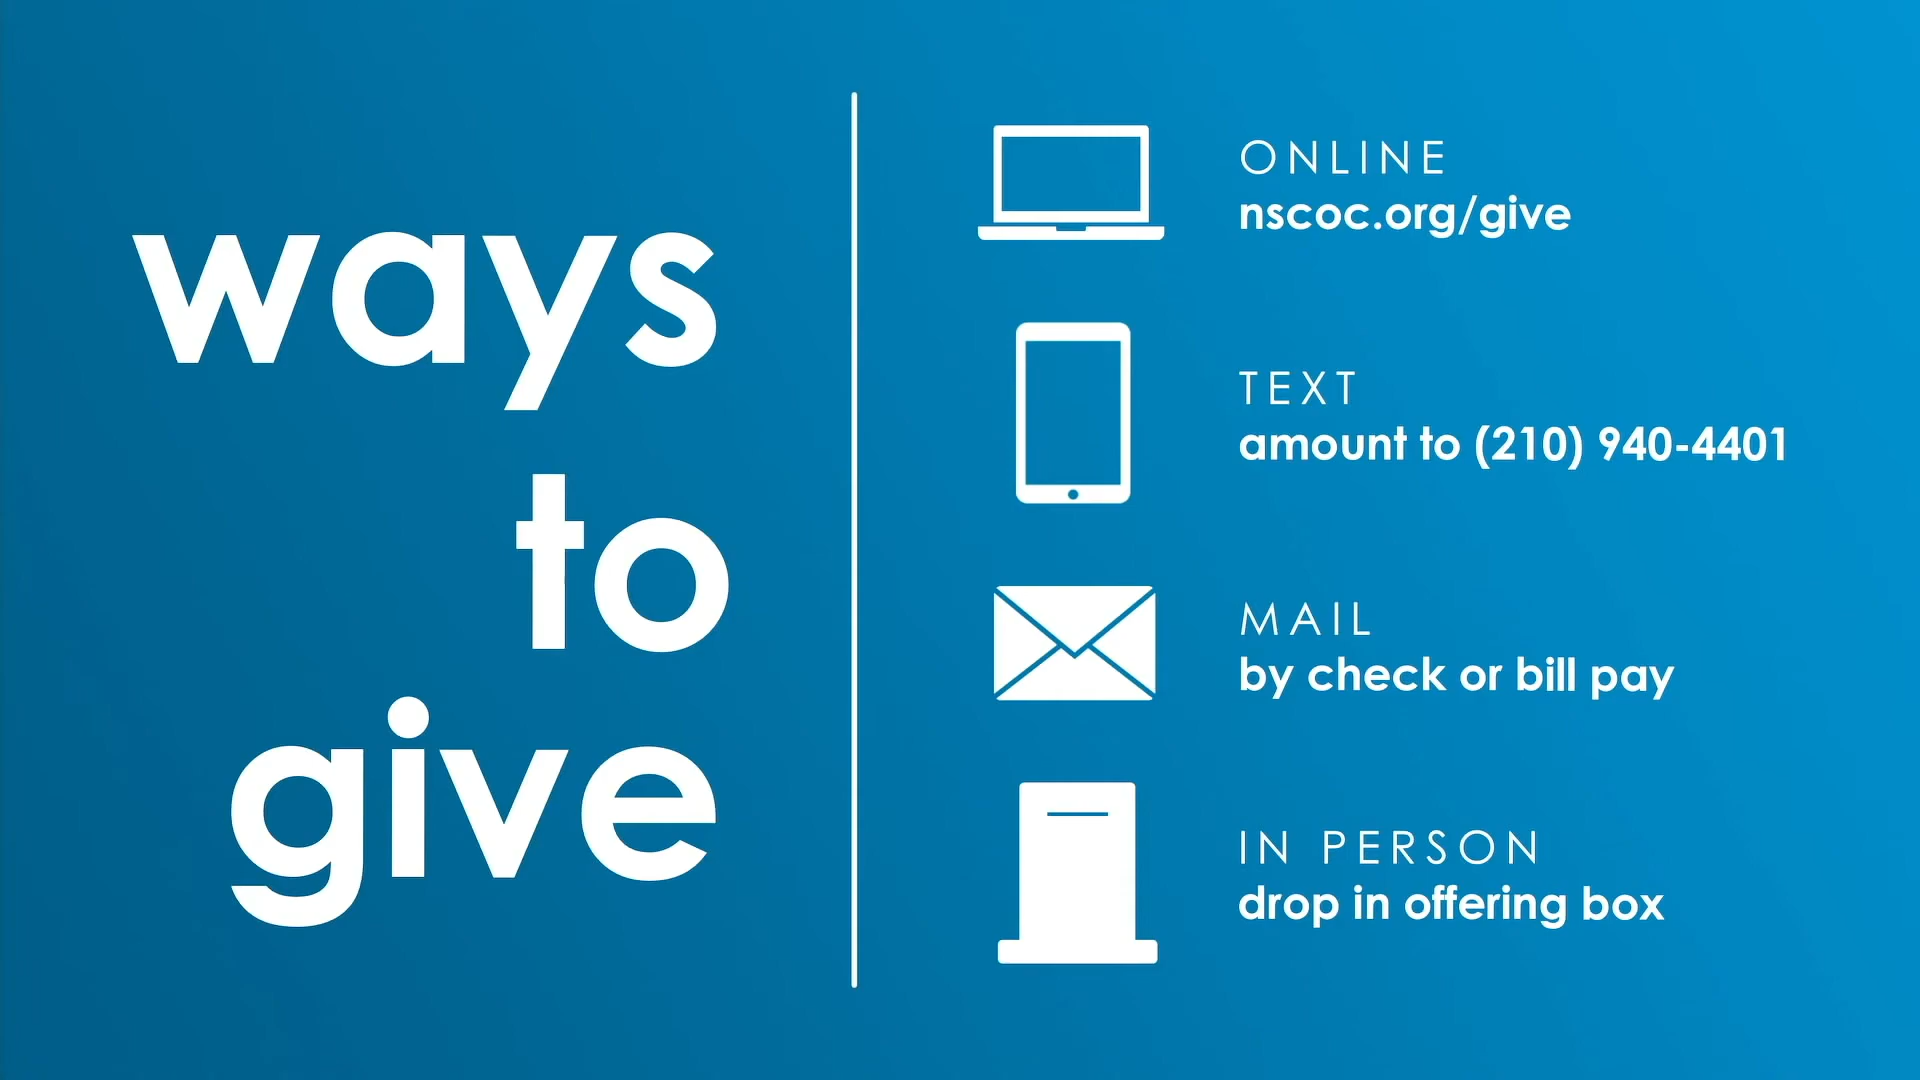 ways
to
give
ONLINE
nscoc.org/give
TEXT
amount to (210) 940-4401
MAIL
by check or bill pay
IN PERSON
drop in offering box